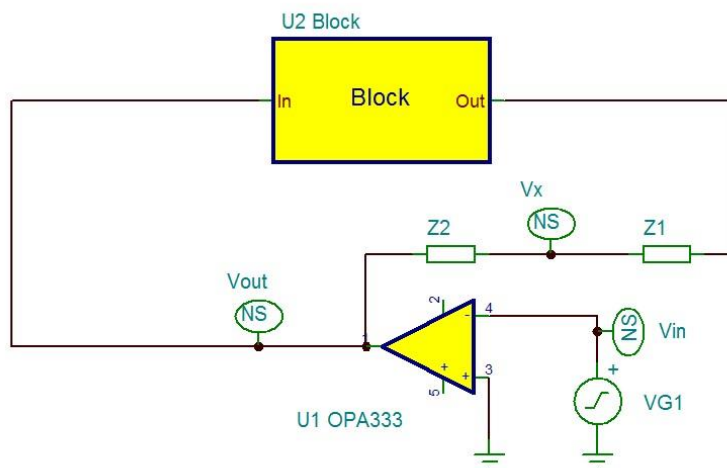 U2 Block
In
Block
Out
Vx
NS
Z2
Z1
Vout
NS
2
4
-
NS
Vin
1
+
+
3
5
+
VG1
U1 OPA333